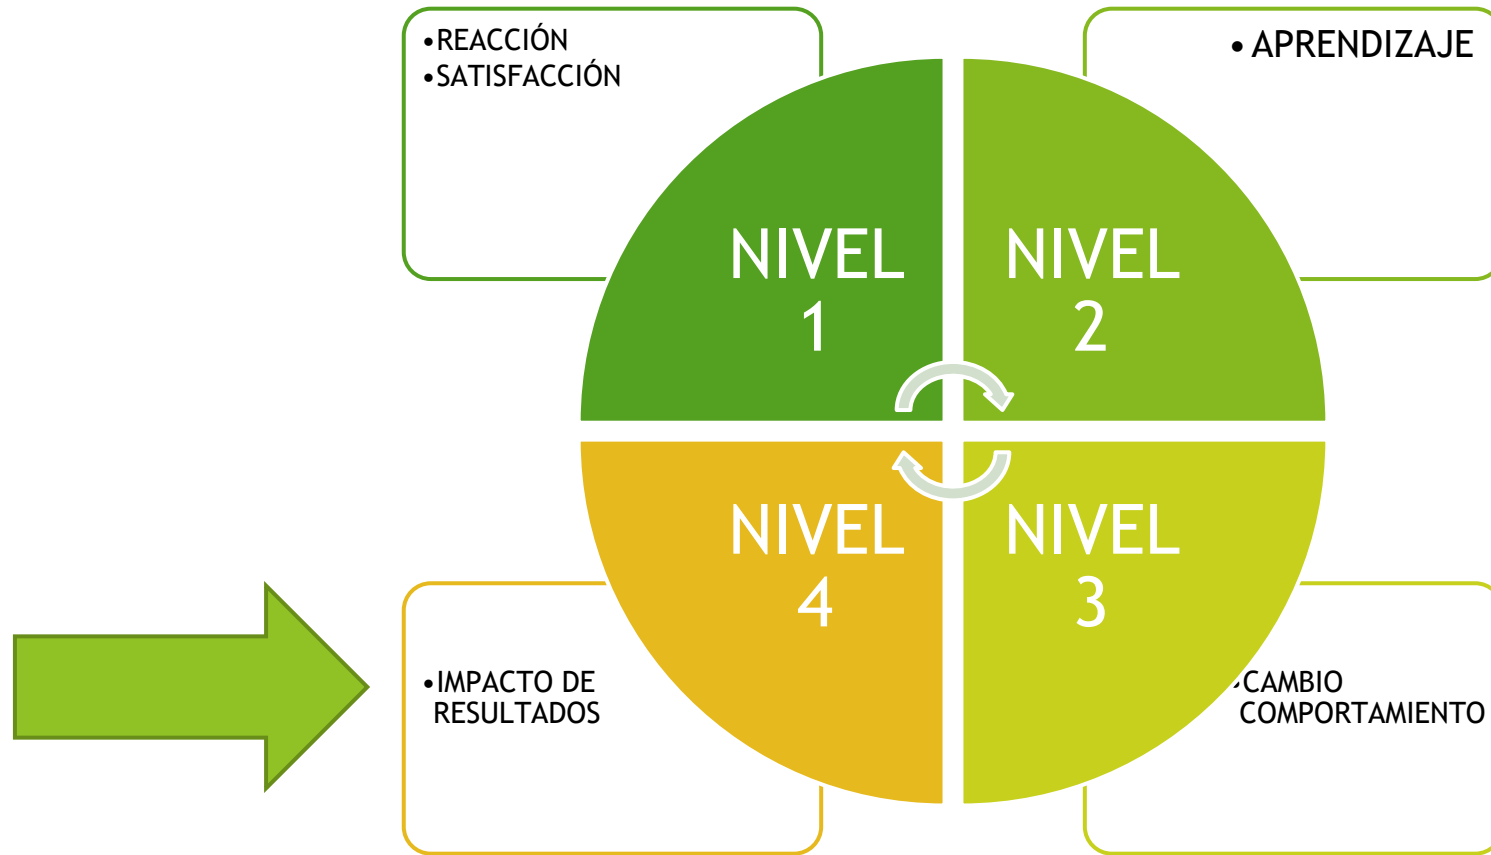 •REACCIÓN
•SATISFACCIÓN
• APRENDIZAJE
NIVEL
1
NIVEL
2
NIVEL
4
NIVEL
3
•IMPACTO DE
RESULTADOS
•CAMBIO
COMPORTAMIENTO